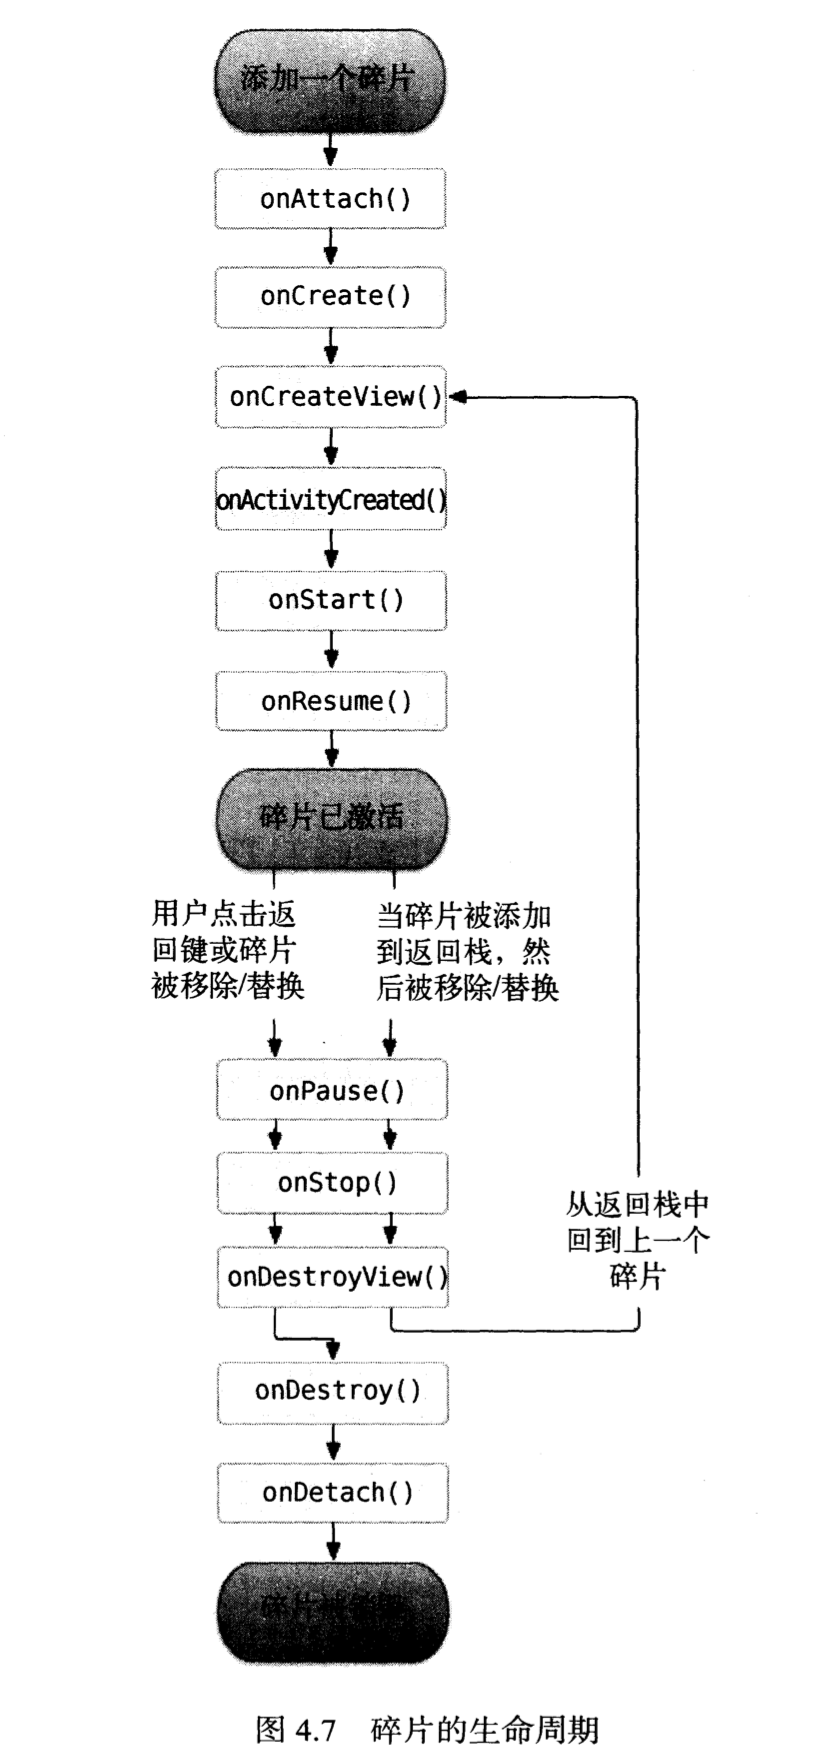 添加一个碎片
onAttach()
onCreate()
onCreateView()
onActivityCreated()
onStart()
onResume()
碎片已激活
用户点击返
回键或碎片
被移除/替换
当碎片被添加
到返回栈，然
后被移除/替换
onPause()
onStop()
onDestroyView()
从返回栈中
回到上一个
碎片
onDestroy()
onDetach()
碎片被
图 4.7 碎片的生命周期